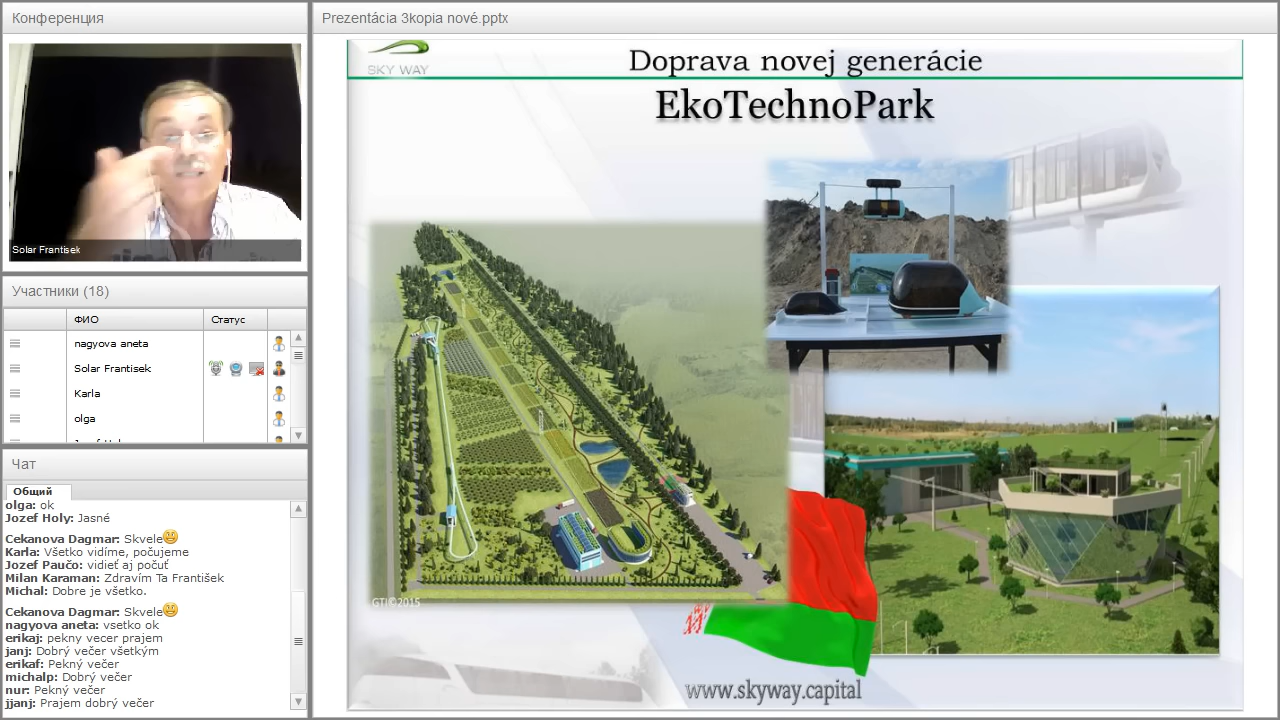 Конференция
Solar Frantisek
Участники (18)
ФИО Статус
nagyova aneta
Solar Frantisek
Karla
olga
Чат
Общий
olga: ok
Jozef Holy: Jasné
Cekanova Dagmar: Skvele
Karla: Všetko vidíme, počujeme
Jozef Paučo: vidieť aj počuť
Milan Karaman: Zdravím Ta František
Michal: Dobre je všetko.
Cekanova Dagmar: Skvele
nagyova aneta: vsetko ok
erikaj: pekny vecer prajem
janj: Dobrý večer všetkým
erikaf: Pekný večer
michalp: Dobrý večer
nur: Pekný večer
jjanj: Prajem dobrý večer
Prezentácia 3kopia nové.pptx
SKY WAY
Doprava novej generácie
EkoTechnoPark
GTI©2015
www.skyway.capital